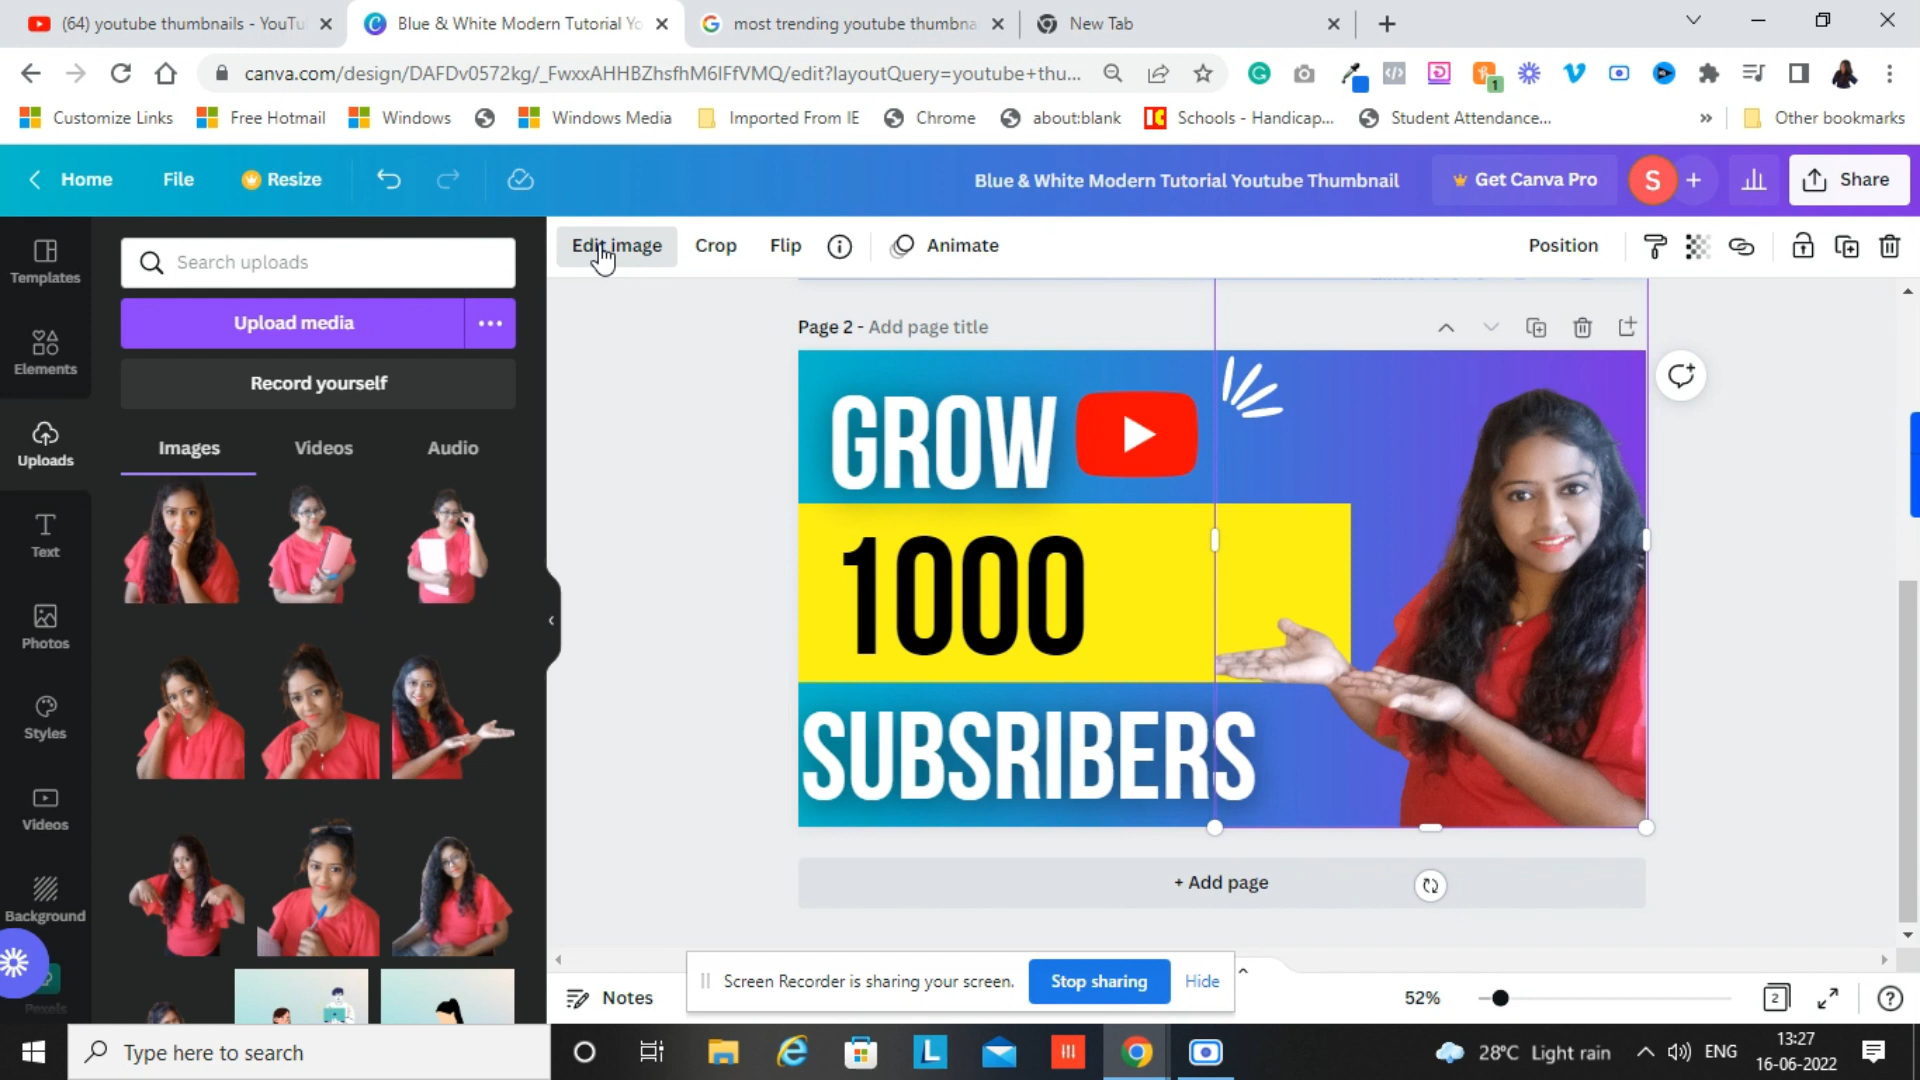 (64) youtube thumbnails - YouTu
Blue & White Modern Tutorial Yo
most trending youtube thumbna
New Tab
canva.com/design/DAFDv0572kg/_FwxxAHHBZhsfhM6lFfVMQ/edit?layoutQuery=youtube+thu...
1
Customize Links
Free Hotmail
Windows
Windows Media
Imported From IE
Chrome
about:blank
Schools - Handicap...
Student Attendance...
»
Other bookmarks
Home
File
Resize
Blue & White Modern Tutorial Youtube Thumbnail
Get Canva Pro
S
Share
Templates
Elements
Uploads
Text
Photos
Styles
Videos
Background
Pexels
Search uploads
Upload media
Record yourself
Images
Videos
Audio
Edit image
Crop
Flip
Animate
Position
Page 2 - Add page title
GROW
1000
SUBSRIBERS
+ Add page
Notes
Screen Recorder is sharing your screen.
Stop sharing
Hide
52%
2
Type here to search
28°C Light rain
ENG
13:27
16-06-2022